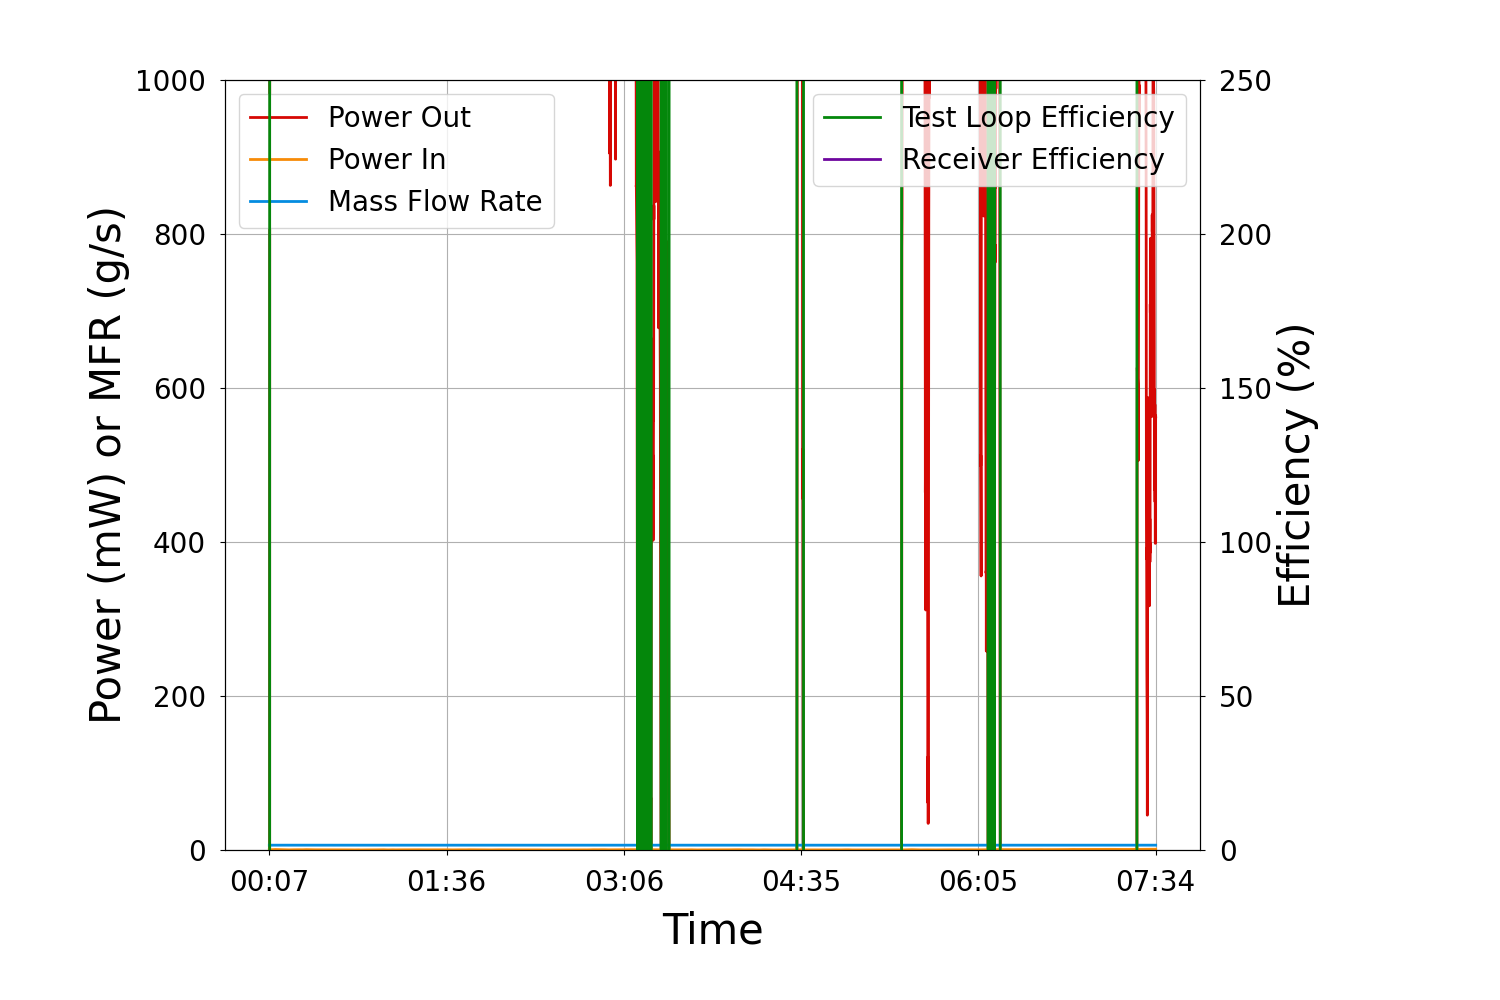 1000
800
600
400
200
0
Power (mW) or MFR (g/s)
Power Out
Power In
Mass Flow Rate
Test Loop Efficiency
Receiver Efficiency
250
200
150
100
50
0
Efficiency (%)
00:07 01:36 03:06 04:35 06:05 07:34
Time